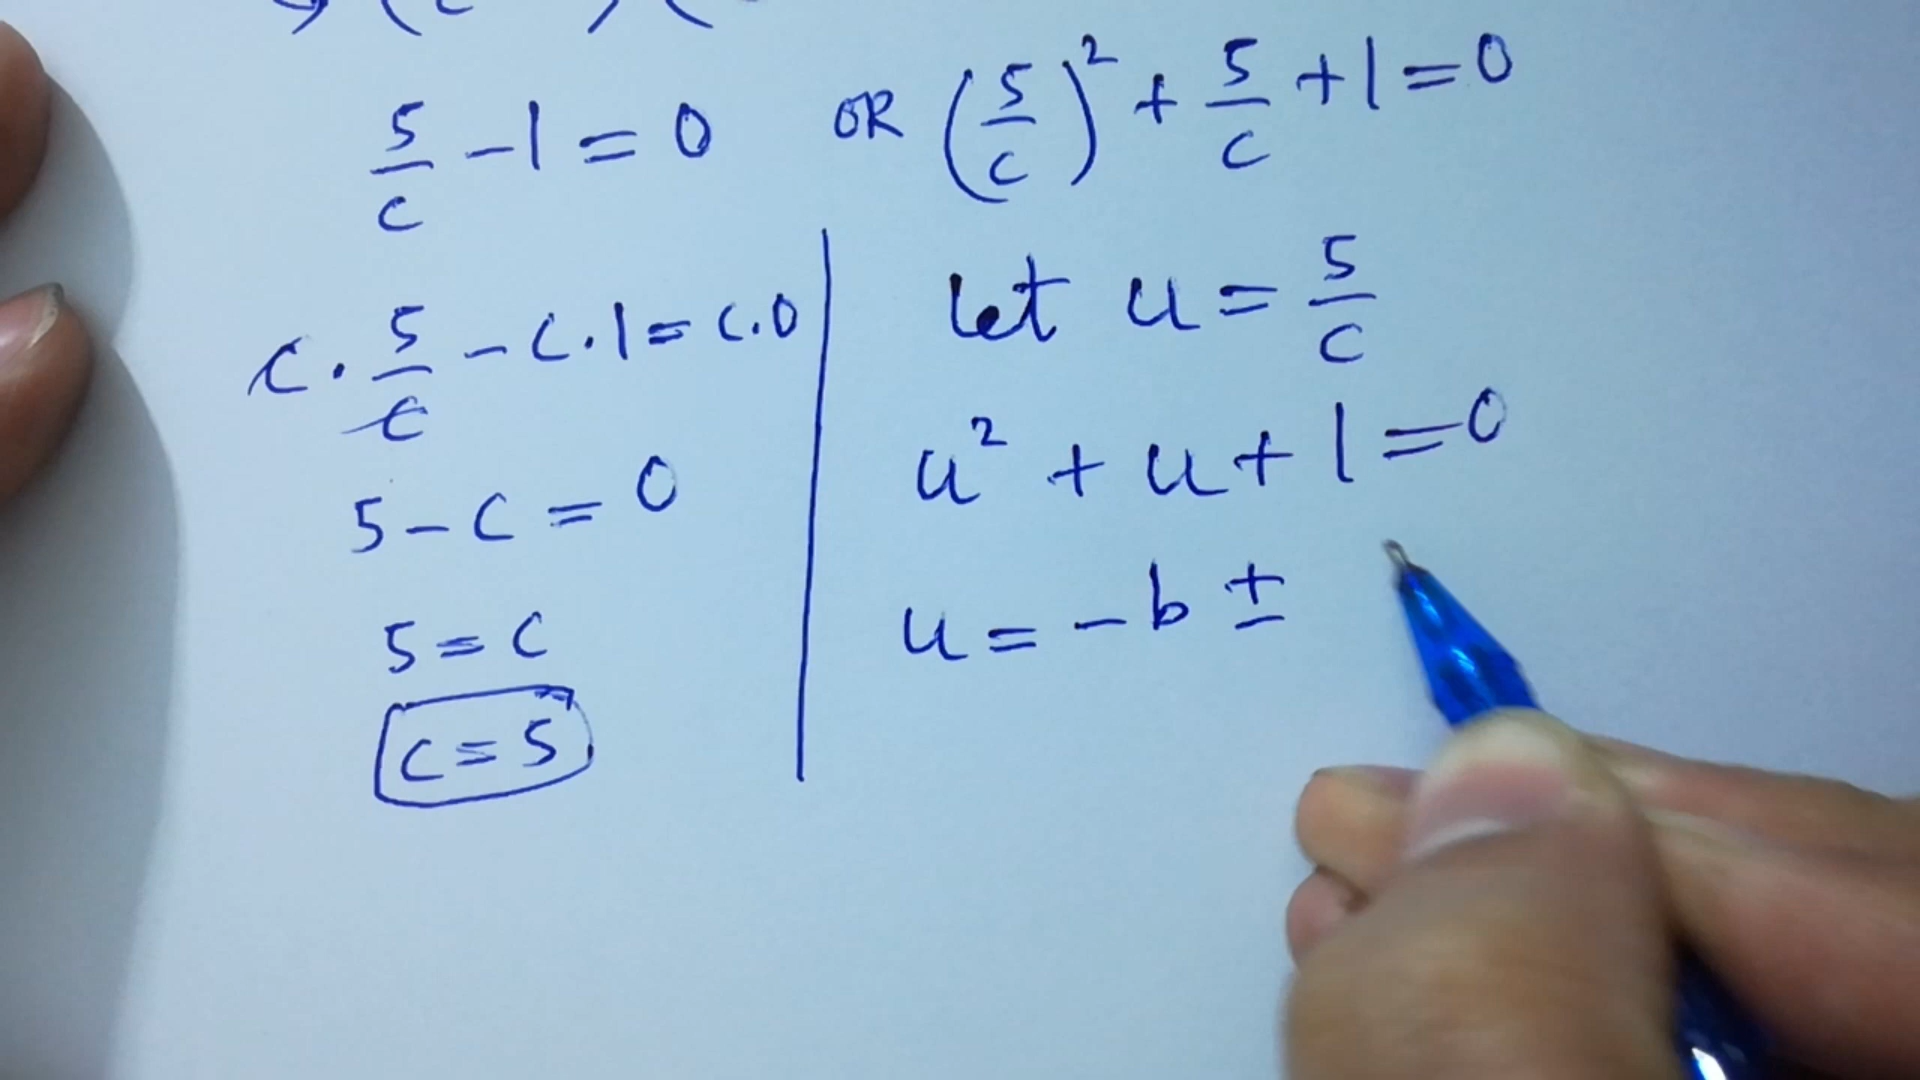 5/c - 1 = 0 OR (5/c)² + 5/c + 1 = 0
c · 5/c - c · 1 = c · 0
5 - c = 0
5 = c
c = 5
let u = 5/c
u² + u + 1 = 0
u = - b ±